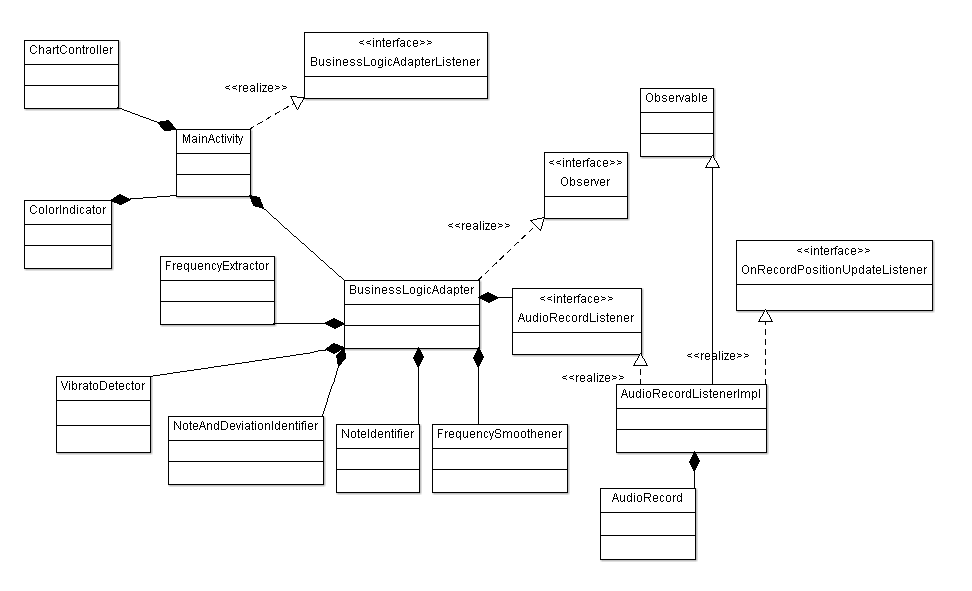 <<interface>>
BusinessLogicAdapterListener
ChartController
<<realize>>
Observable
MainActivity
<<interface>>
Observer
ColorIndicator
<<realize>>
<<interface>>
OnRecordPositionUpdateListener
FrequencyExtractor
BusinessLogicAdapter
<<interface>>
AudioRecordListener
<<realize>>
<<realize>>
VibratoDetector
AudioRecordListenerImpl
NoteAndDeviationIdentifier
NoteIdentifier
FrequencySmoothener
AudioRecord